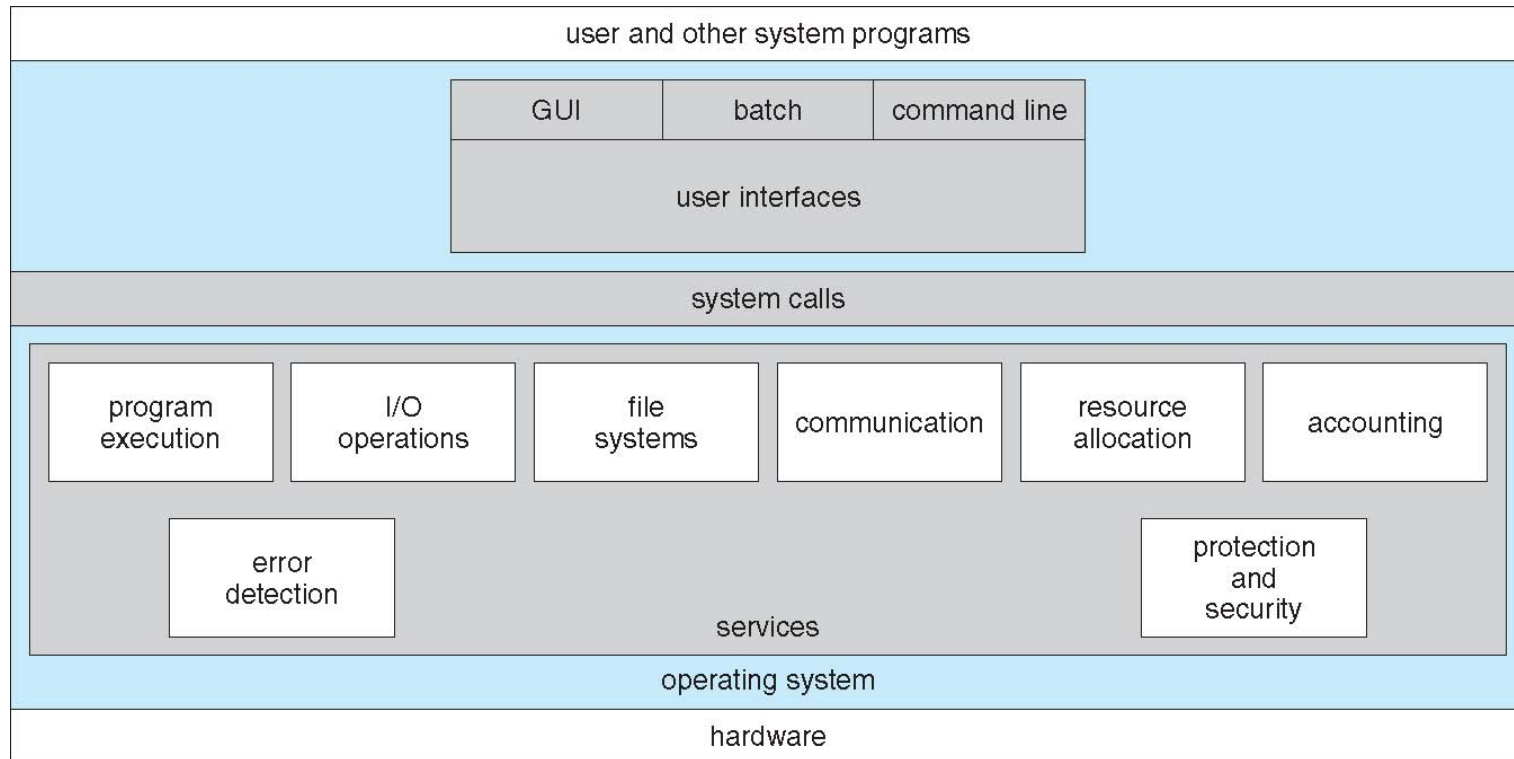 user and other system programs
GUI
batch
command line
user interfaces
system calls
program
execution
I/O
operations
file
systems
communication
resource
allocation
accounting
error
detection
protection
and
security
services
operating system
hardware